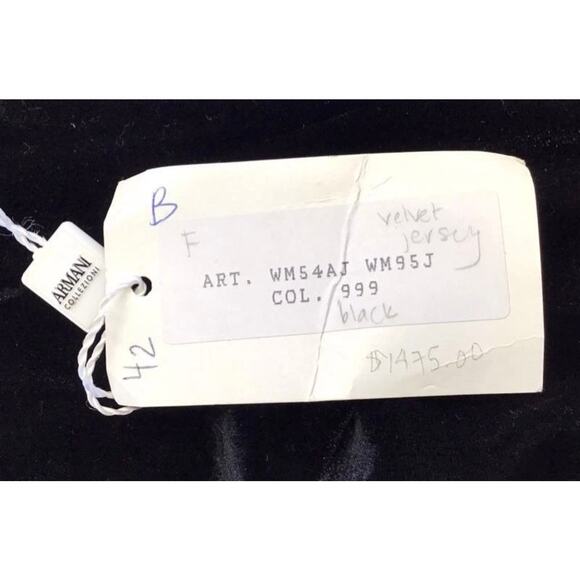 B
F
velvet
jersey
ART. WM54AJ WM95J
COL. 999
black
$1475.00
42
ARMANI
COLLEZIONI